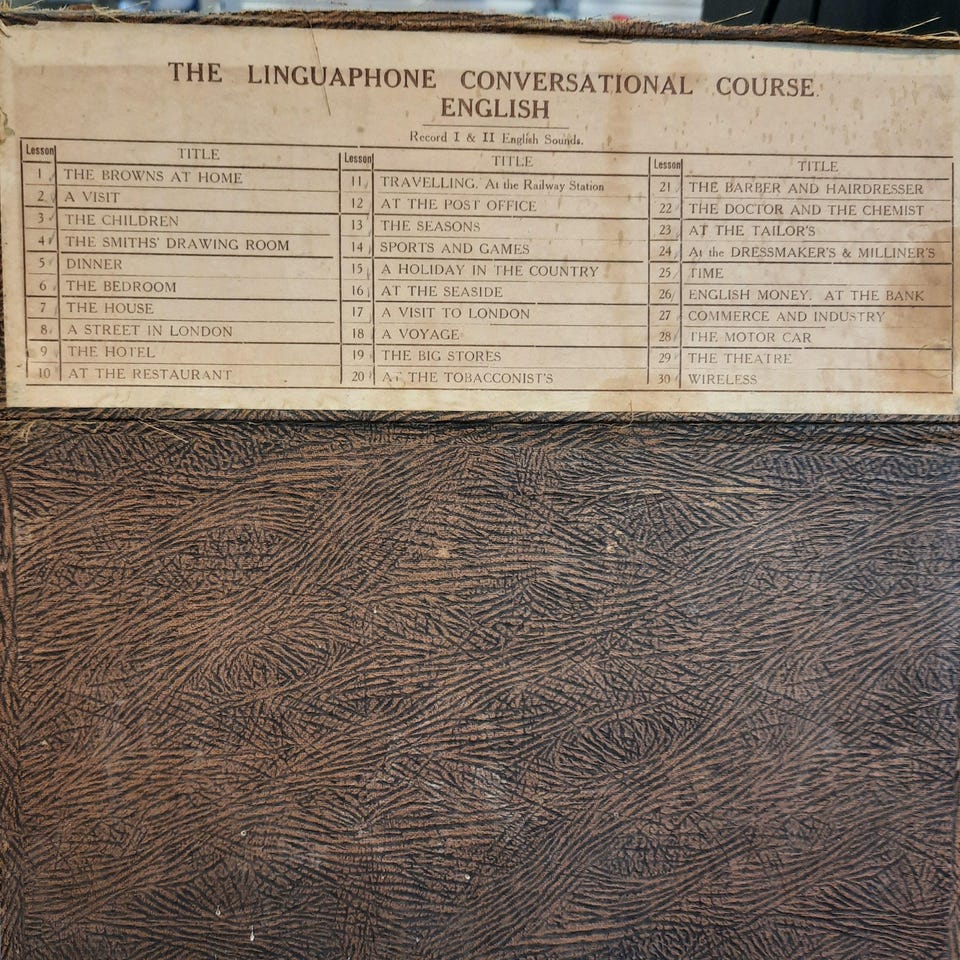 THE LINGUAPHONE CONVERSATIONAL COURSE
ENGLISH
Record I & II English Sounds.
Lesson TITLE
1 THE BROWNS AT HOME
2 A VISIT
3 THE CHILDREN
4 THE SMITHS' DRAWING ROOM
5 DINNER
6 THE BEDROOM
7 THE HOUSE
8 A STREET IN LONDON
9 THE HOTEL
10 AT THE RESTAURANT
Lesson TITLE
11 TRAVELLING. At the Railway Station
12 AT THE POST OFFICE
13 THE SEASONS
14 SPORTS AND GAMES
15 A HOLIDAY IN THE COUNTRY
16 AT THE SEASIDE
17 A VISIT TO LONDON
18 A VOYAGE
19 THE BIG STORES
20 AT THE TOBACCONIST'S
Lesson TITLE
21 THE BARBER AND HAIRDRESSER
22 THE DOCTOR AND THE CHEMIST
23 AT THE TAILOR'S
24 At the DRESSMAKER'S & MILLINER'S
25 TIME
26 ENGLISH MONEY. AT THE BANK
27 COMMERCE AND INDUSTRY
28 THE MOTOR CAR
29 THE THEATRE
30 WIRELESS